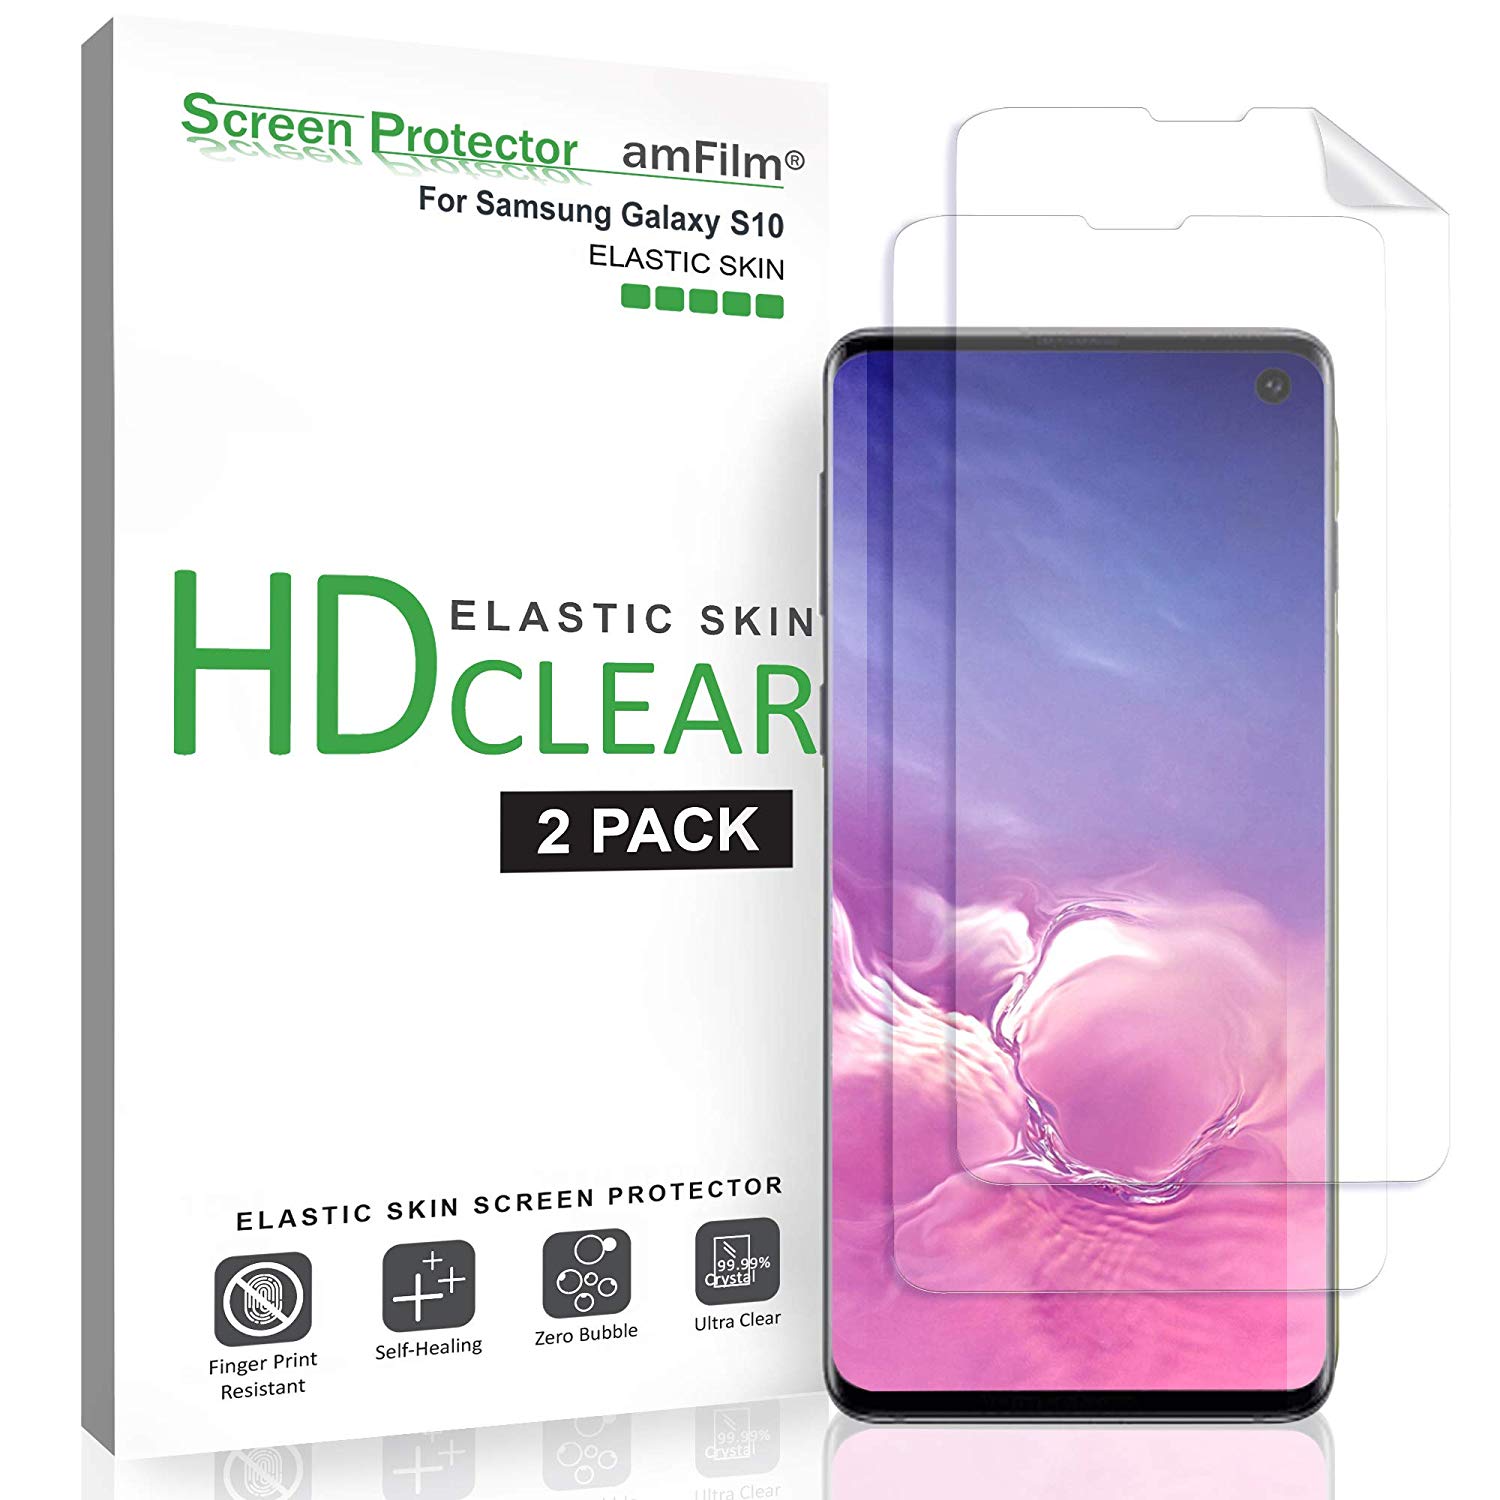 Screen Protector amFilm®
For Samsung Galaxy S10
ELASTIC SKIN
HD ELASTIC SKIN
CLEAR
2 PACK
ELASTIC SKIN SCREEN PROTECTOR
99.99%
Crystal
Finger Print
Resistant
Self-Healing
Zero Bubble
Ultra Clear